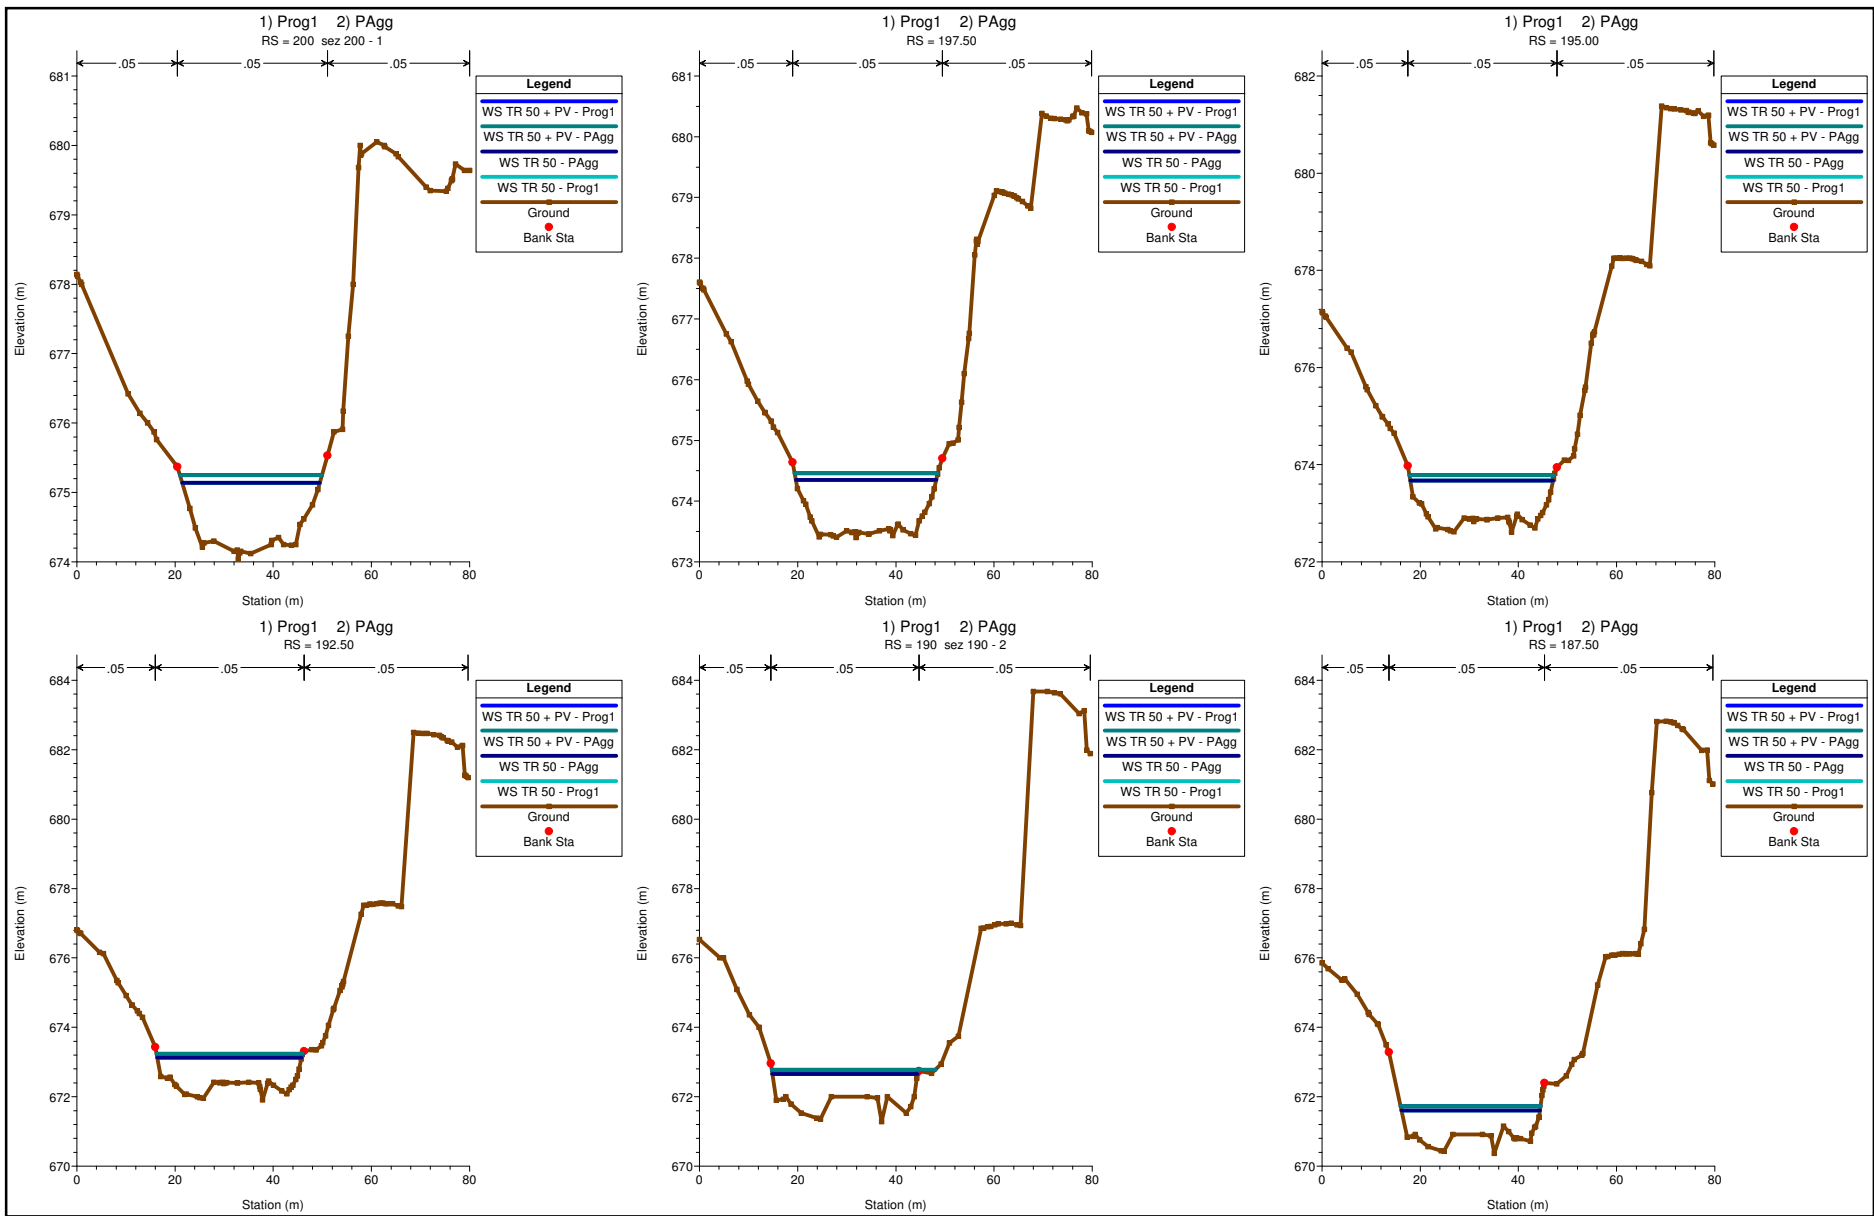 1) Prog1 2) PAgg
RS = 200 sez 200 - 1
.05 .05 .05
681
680
679
678
677
676
675
674
0 20 40 60 80
Elevation (m)
Station (m)
Legend
WS TR 50 + PV - Prog1
WS TR 50 + PV - PAgg
WS TR 50 - PAgg
WS TR 50 - Prog1
Ground
Bank Sta
1) Prog1 2) PAgg
RS = 197.50
.05 .05 .05
681
680
679
678
677
676
675
674
673
0 20 40 60 80
Elevation (m)
Station (m)
Legend
WS TR 50 + PV - Prog1
WS TR 50 + PV - PAgg
WS TR 50 - PAgg
WS TR 50 - Prog1
Ground
Bank Sta
1) Prog1 2) PAgg
RS = 195.00
.05 .05 .05
682
680
678
676
674
672
0 20 40 60 80
Elevation (m)
Station (m)
Legend
WS TR 50 + PV - Prog1
WS TR 50 + PV - PAgg
WS TR 50 - PAgg
WS TR 50 - Prog1
Ground
Bank Sta
1) Prog1 2) PAgg
RS = 192.50
.05 .05 .05
684
682
680
678
676
674
672
670
0 20 40 60 80
Elevation (m)
Station (m)
Legend
WS TR 50 + PV - Prog1
WS TR 50 + PV - PAgg
WS TR 50 - PAgg
WS TR 50 - Prog1
Ground
Bank Sta
1) Prog1 2) PAgg
RS = 190 sez 190 - 2
.05 .05 .05
684
682
680
678
676
674
672
670
0 20 40 60 80
Elevation (m)
Station (m)
Legend
WS TR 50 + PV - Prog1
WS TR 50 + PV - PAgg
WS TR 50 - PAgg
WS TR 50 - Prog1
Ground
Bank Sta
1) Prog1 2) PAgg
RS = 187.50
.05 .05 .05
684
682
680
678
676
674
672
670
0 20 40 60 80
Elevation (m)
Station (m)
Legend
WS TR 50 + PV - Prog1
WS TR 50 + PV - PAgg
WS TR 50 - PAgg
WS TR 50 - Prog1
Ground
Bank Sta